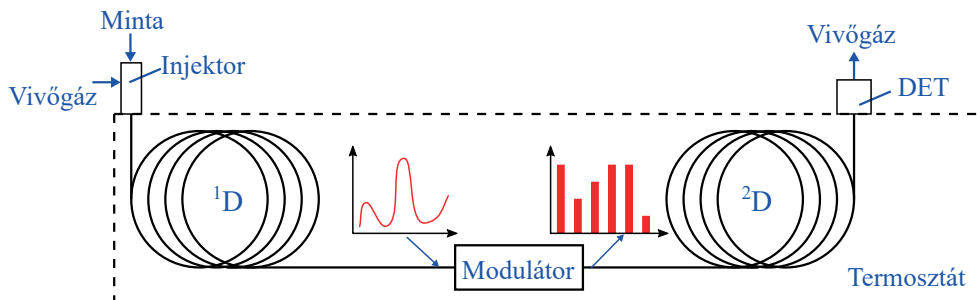 Minta
Injektor
Vivőgáz
Vivőgáz
DET
¹D
²D
Modulátor
Termosztát